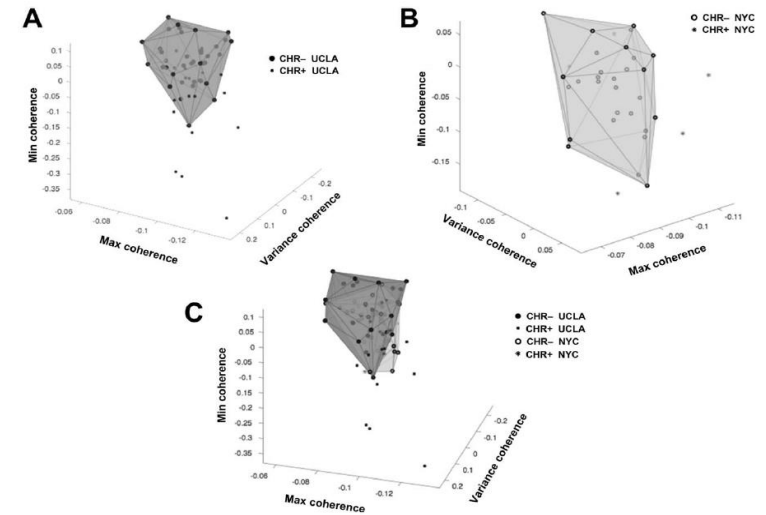 A
CHR– UCLA
CHR+ UCLA
Min coherence
0.1
0.05
0
-0.05
-0.1
-0.15
-0.2
-0.25
-0.3
-0.35
-0.06
-0.08
-0.1
-0.12
Max coherence
0.2
0.1
0
-0.1
-0.2
Variance coherence
B
CHR– NYC
CHR+ NYC
Min coherence
0.05
0
-0.05
-0.1
-0.15
-0.1
-0.05
0
0.05
Variance coherence
-0.07
-0.08
-0.09
-0.1
-0.11
Max coherence
C
CHR– UCLA
CHR+ UCLA
CHR– NYC
CHR+ NYC
Min coherence
0.1
0.05
0
-0.05
-0.1
-0.15
-0.2
-0.25
-0.3
-0.35
-0.06
-0.08
-0.1
-0.12
Max coherence
0.2
0.1
0
-0.1
-0.2
Variance coherence